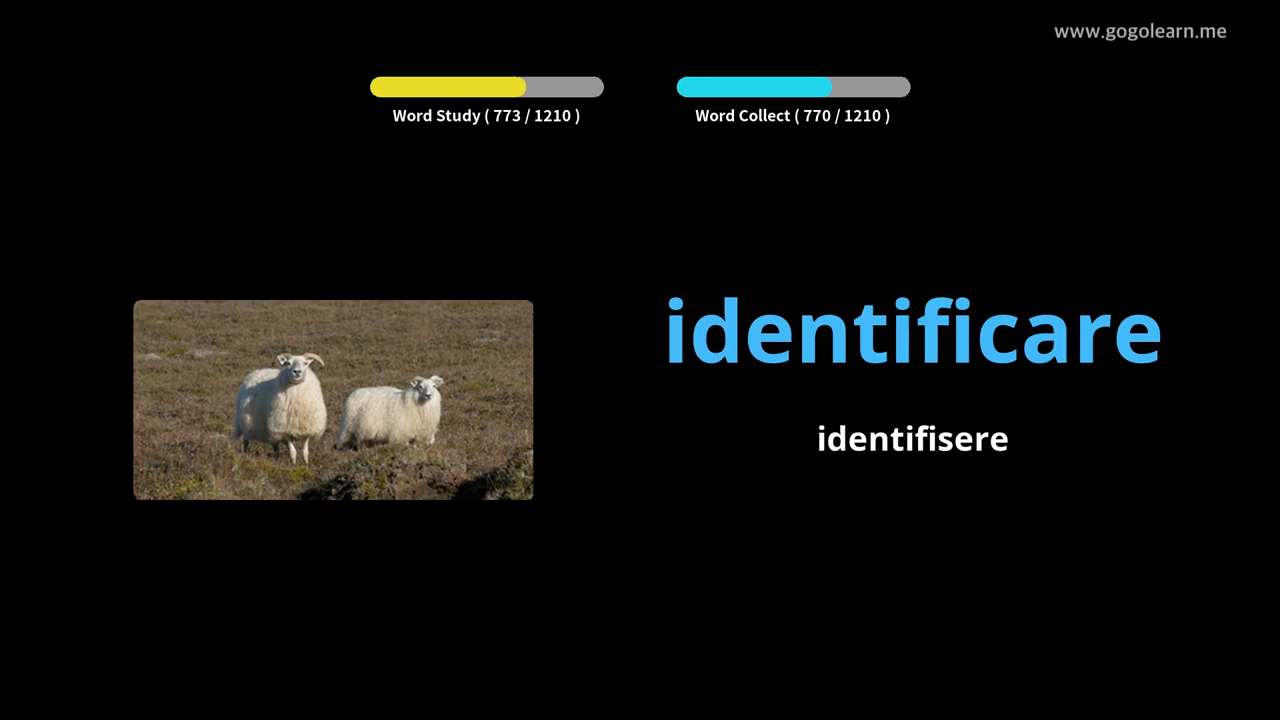 www.gogolearn.me
Word Study ( 773 / 1210 )
Word Collect ( 770 / 1210 )
identificare
identifisere